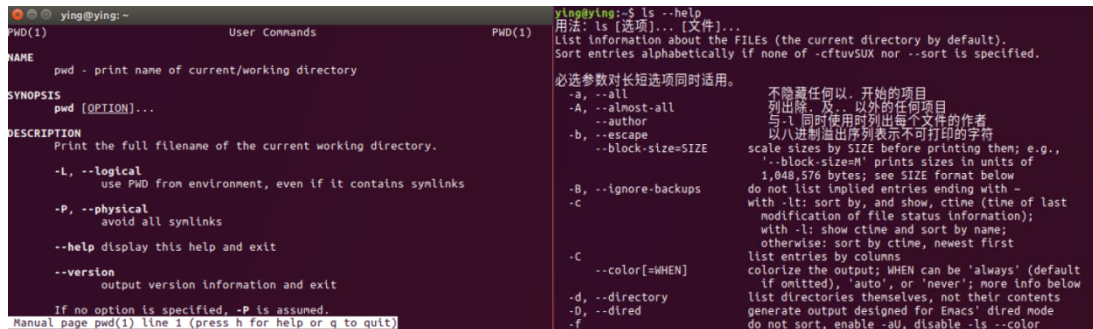 ying@ying: ~
PWD(1) User Commands PWD(1)
NAME
pwd - print name of current/working directory
SYNOPSIS
pwd [OPTION]...
DESCRIPTION
Print the full filename of the current working directory.
-L, --logical
use PWD from environment, even if it contains symlinks
-P, --physical
avoid all symlinks
--help display this help and exit
--version
output version information and exit
If no option is specified, -P is assumed.
Manual page pwd(1) line 1 (press h for help or q to quit)
ying@ying:~$ ls --help
用法：ls [选项]... [文件]...
List information about the FILEs (the current directory by default).
Sort entries alphabetically if none of -cftuvSUX nor --sort is specified.
必选参数对长短选项同时适用。
-a, --all 不隐藏任何以. 开始的项目
-A, --almost-all 列出除. 及.. 以外的任何项目
--author 与-l 同时使用时列出每个文件的作者
-b, --escape 以八进制溢出序列表示不可打印的字符
--block-size=SIZE scale sizes by SIZE before printing them; e.g.,
'--block-size=M' prints sizes in units of
1,048,576 bytes; see SIZE format below
-B, --ignore-backups do not list implied entries ending with ~
-c with -lt: sort by, and show, ctime (time of last
modification of file status information);
with -l: show ctime and sort by name;
otherwise: sort by ctime, newest first
-C list entries by columns
--color[=WHEN] colorize the output; WHEN can be 'always' (default
if omitted), 'auto', or 'never'; more info below
-d, --directory list directories themselves, not their contents
-D, --dired generate output designed for Emacs' dired mode
-f do not sort, enable -aU, disable -ls --color